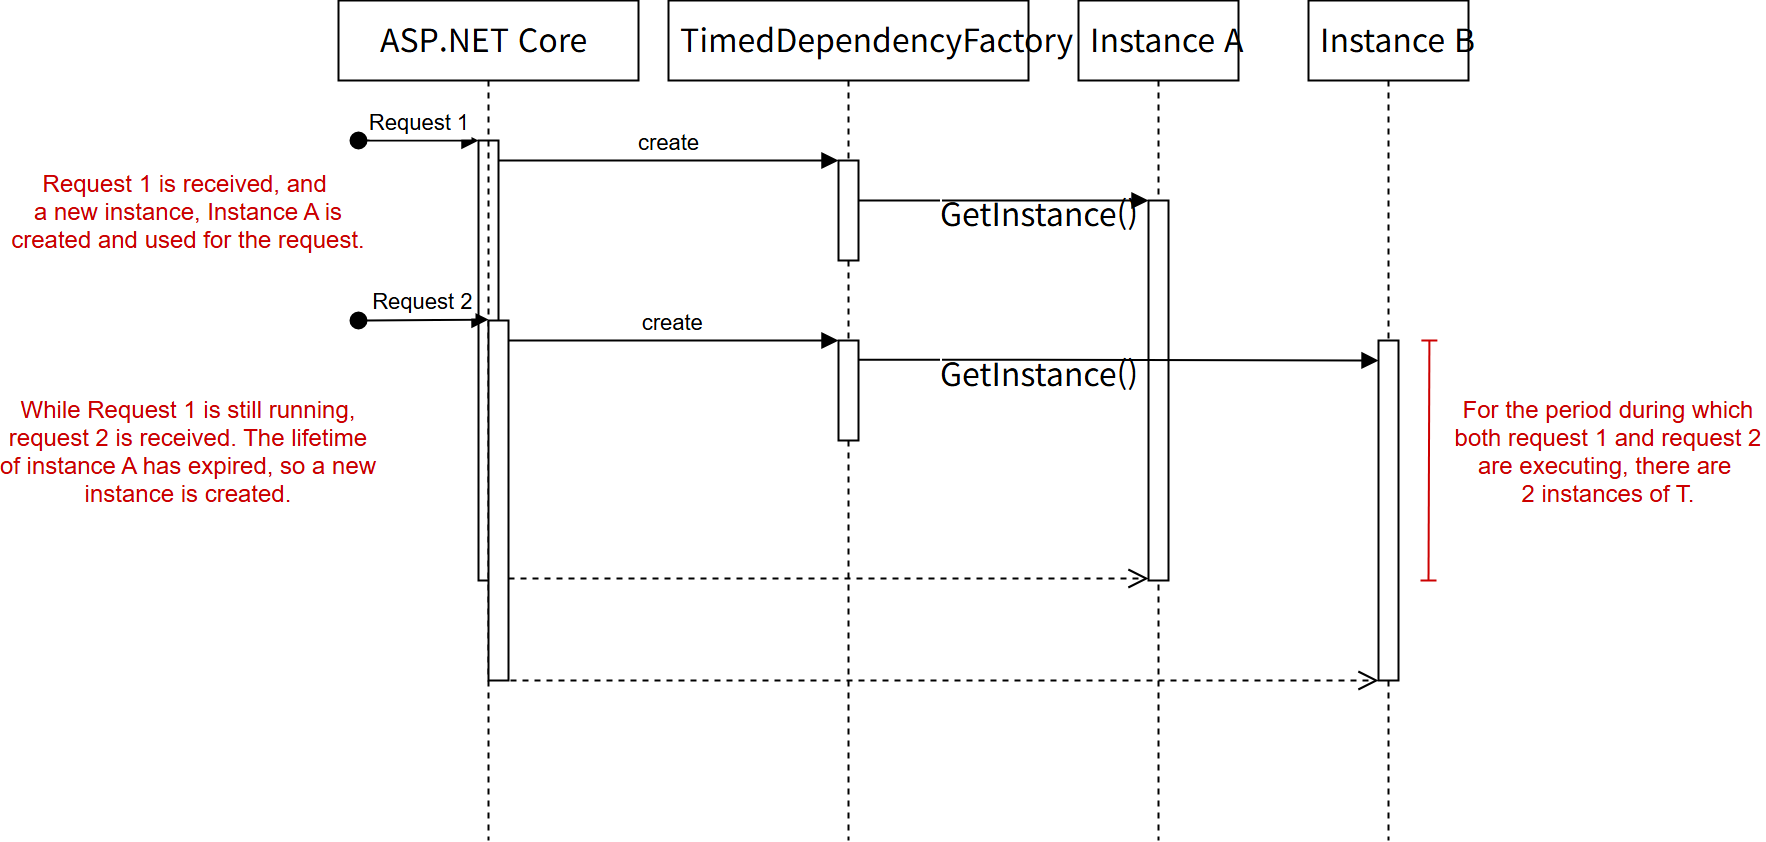 ASP.NET Core
TimedDependencyFactory
Instance A
Instance B
Request 1
create
Request 1 is received, and
a new instance, Instance A is
created and used for the request.
GetInstance()
Request 2
create
GetInstance()
While Request 1 is still running,
request 2 is received. The lifetime
of instance A has expired, so a new
instance is created.
For the period during which
both request 1 and request 2
are executing, there are
2 instances of T.